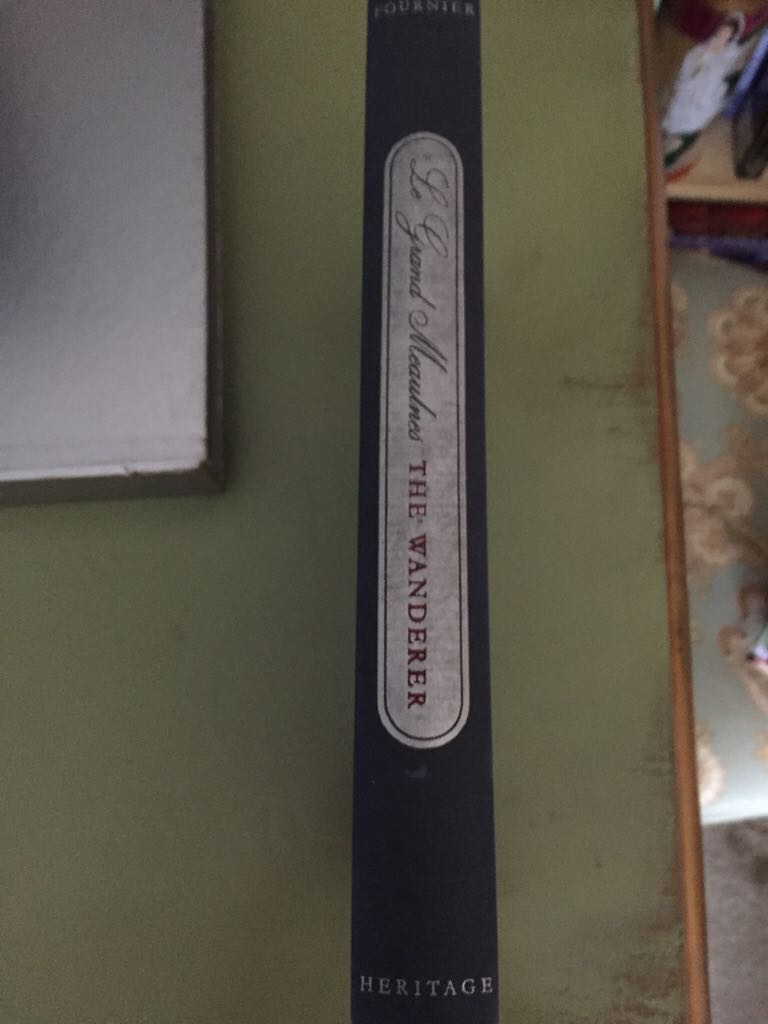 FOURNIER
Le Grand Meaulnes THE WANDERER
HERITAGE